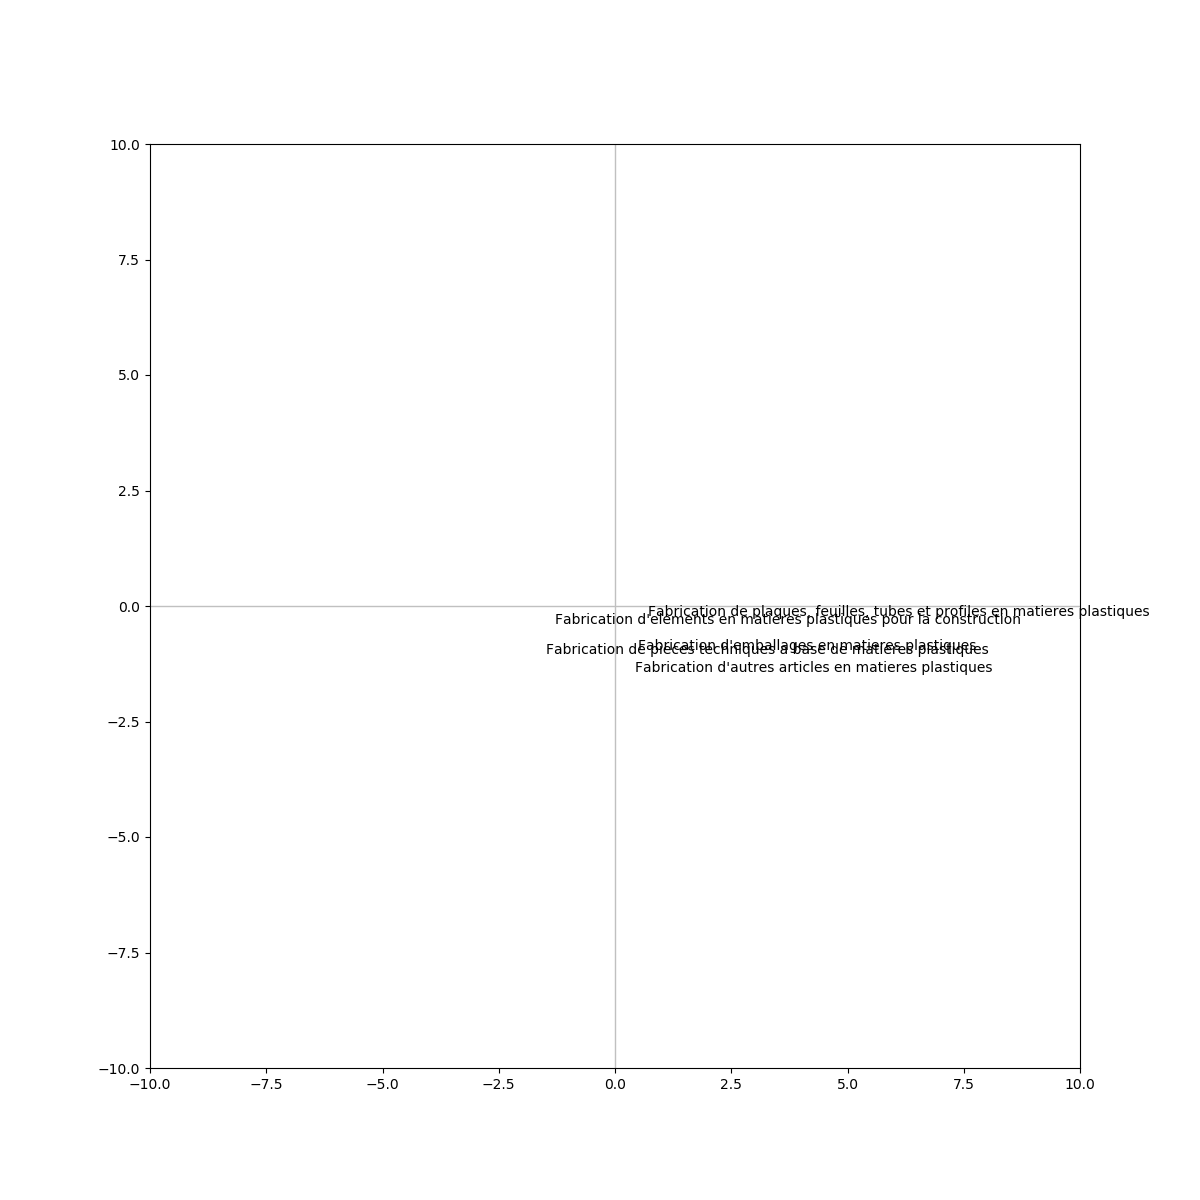 10.0
7.5
5.0
2.5
0.0
−2.5
−5.0
−7.5
−10.0
Fabrication de plaques, feuilles, tubes et profiles en matieres plastiques
Fabrication d'elements en matieres plastiques pour la construction
Fabrication d'emballages en matieres plastiques
Fabrication de pieces techniques a base de matieres plastiques
Fabrication d'autres articles en matieres plastiques
−10.0 −7.5 −5.0 −2.5 0.0 2.5 5.0 7.5 10.0